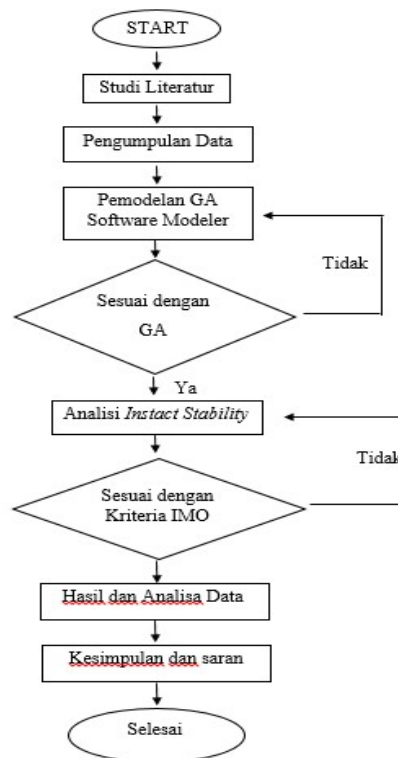 START
Studi Literatur
Pengumpulan Data
Pemodelan GA
Software Modeler
Tidak
Sesuai dengan
GA
Ya
Analisi Instact Stability
Tidak
Sesuai dengan
Kriteria IMO
Hasil dan Analisa Data
Kesimpulan dan saran
Selesai